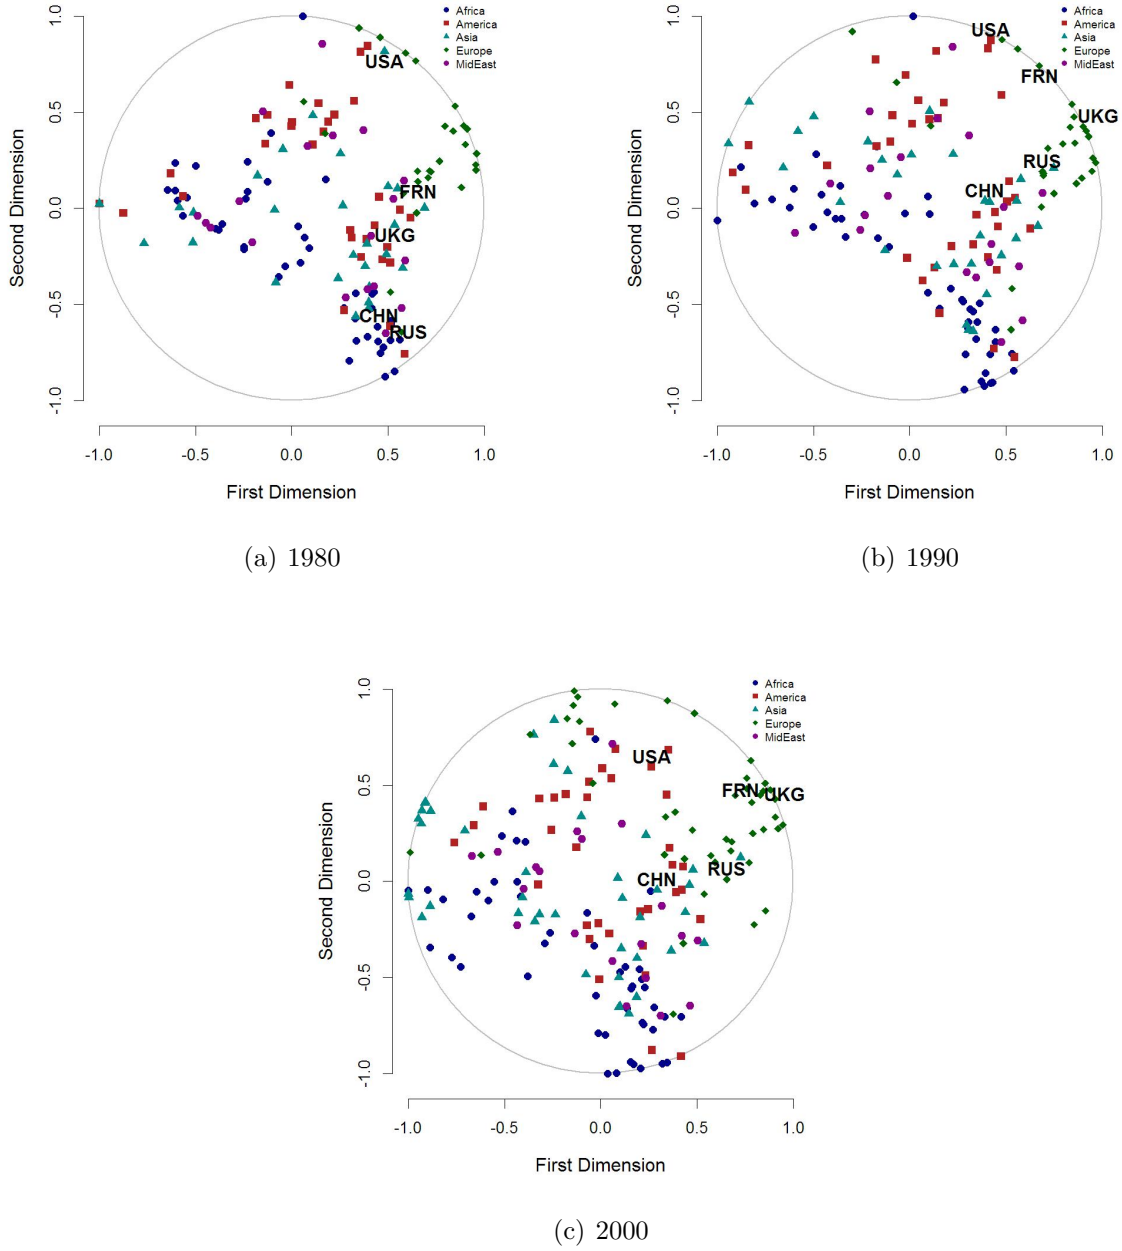 1.0
0.5
0.0
-0.5
-1.0
Second Dimension
-1.0 -0.5 0.0 0.5 1.0
First Dimension
Africa
America
Asia
Europe
MidEast
USA
FRN
UKG
CHN
RUS
(a) 1980
1.0
0.5
0.0
-0.5
-1.0
Second Dimension
-1.0 -0.5 0.0 0.5 1.0
First Dimension
Africa
America
Asia
Europe
MidEast
USA
FRN
UKG
RUS
CHN
(b) 1990
1.0
0.5
0.0
-0.5
-1.0
Second Dimension
-1.0 -0.5 0.0 0.5 1.0
First Dimension
Africa
America
Asia
Europe
MidEast
USA
FRN
UKG
RUS
CHN
(c) 2000